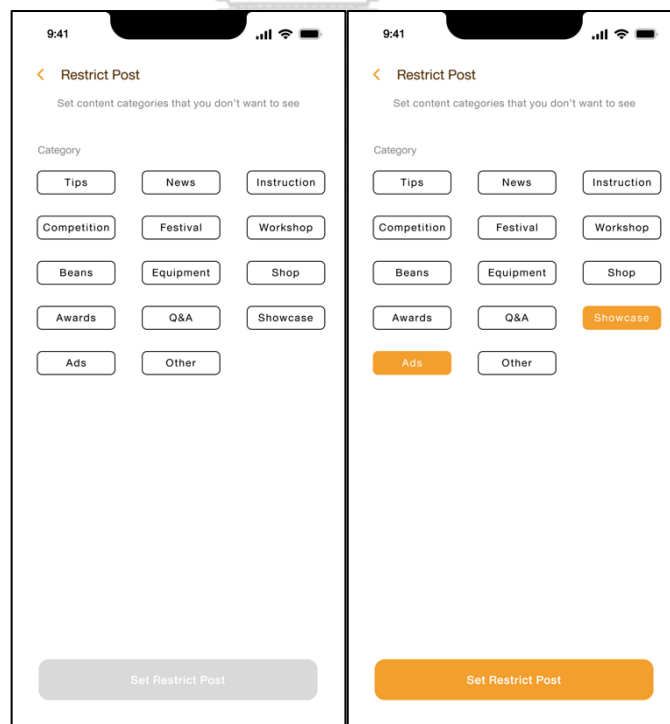 9:41
Restrict Post
Set content categories that you don't want to see
Category
Tips News Instruction
Competition Festival Workshop
Beans Equipment Shop
Awards Q&A Showcase
Ads Other
Set Restrict Post
9:41
Restrict Post
Set content categories that you don't want to see
Category
Tips News Instruction
Competition Festival Workshop
Beans Equipment Shop
Awards Q&A Showcase
Ads Other
Set Restrict Post